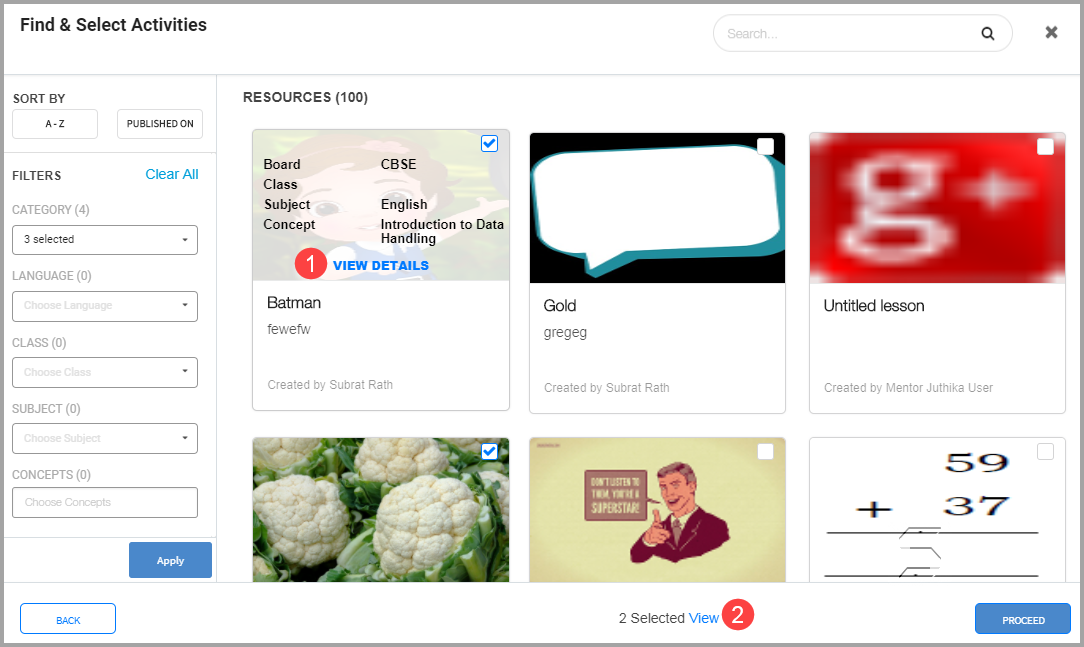 Find & Select Activities
Search...
SORT BY
A - Z
PUBLISHED ON
FILTERS
Clear All
CATEGORY (4)
3 selected
LANGUAGE (0)
Choose Language
CLASS (0)
Choose Class
SUBJECT (0)
Choose Subject
CONCEPTS (0)
Choose Concepts
Apply
RESOURCES (100)
Board CBSE
Class
Subject English
Concept Introduction to Data
Handling
1 VIEW DETAILS
Batman
fewefw
Created by Subrat Rath
Gold
gregeg
Created by Subrat Rath
g+
Untitled lesson
Created by Mentor Juthika User
DON'T LISTEN TO
THEM, YOU'RE A
SUPERSTAR!
59
+ 37
BACK
2 Selected View 2
PROCEED